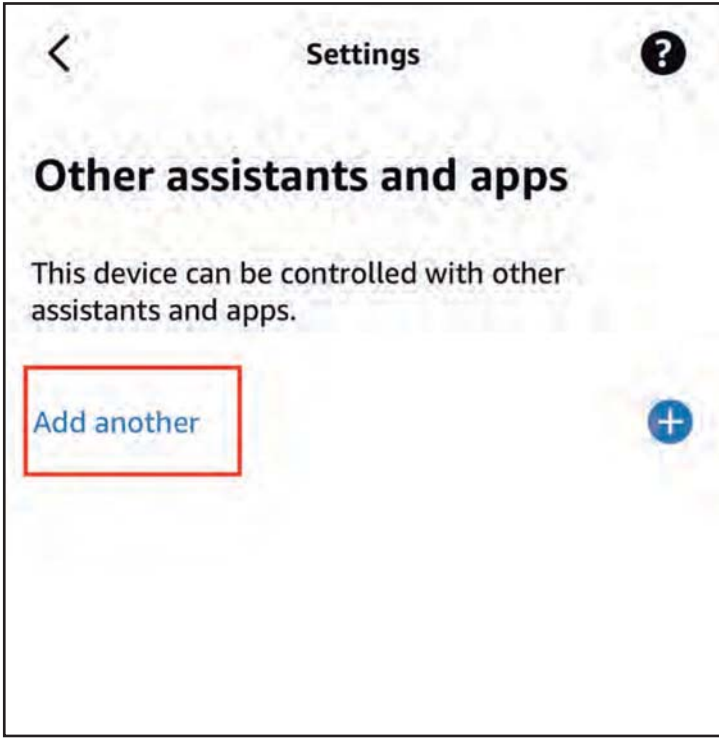 Settings
?
Other assistants and apps
This device can be controlled with other
assistants and apps.
Add another